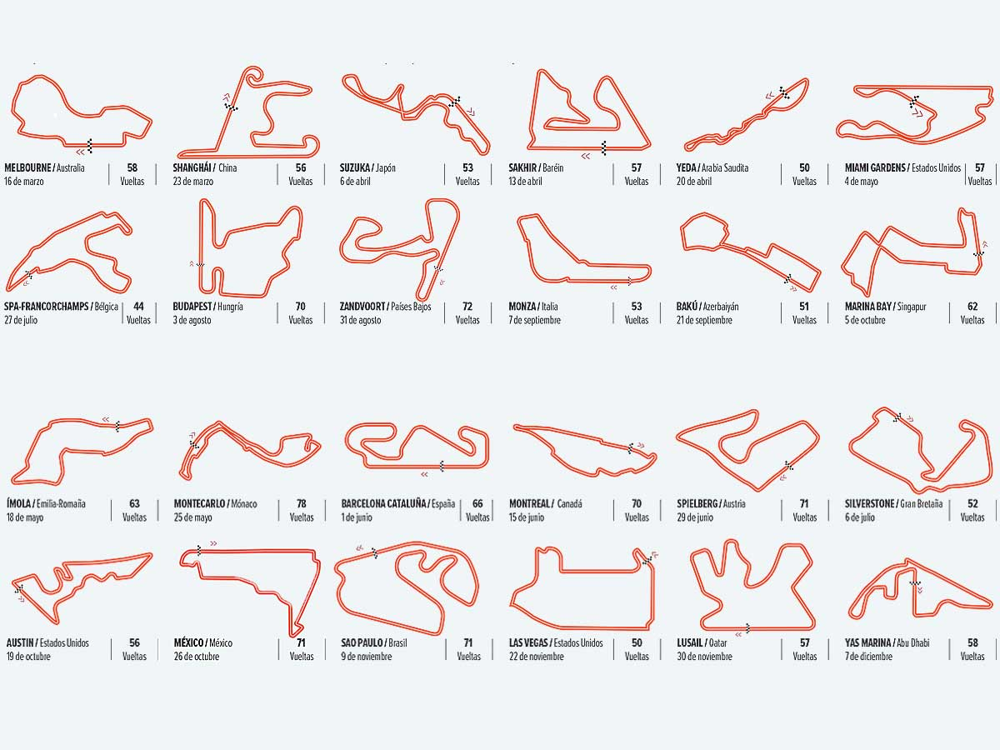 MELBOURNE / Australia 58
16 de marzo Vueltas
SHANGHÁI / China 56
23 de marzo Vueltas
SUZUKA / Japón 53
6 de abril Vueltas
SAKHIR / Baréin 57
13 de abril Vueltas
YEDA / Arabia Saudita 50
20 de abril Vueltas
MIAMI GARDENS / Estados Unidos 57
4 de mayo Vueltas
SPA-FRANCORCHAMPS / Bélgica 44
27 de julio Vueltas
BUDAPEST / Hungría 70
3 de agosto Vueltas
ZANDVOORT / Países Bajos 72
31 de agosto Vueltas
MONZA / Italia 53
7 de septiembre Vueltas
BAKÚ / Azerbaiyán 51
21 de septiembre Vueltas
MARINA BAY / Singapur 62
5 de octubre Vueltas
ÍMOLA / Emilia-Romaña 63
18 de mayo Vueltas
MONTECARLO / Mónaco 78
25 de mayo Vueltas
BARCELONA CATALUÑA / España 66
1 de junio Vueltas
MONTREAL / Canadá 70
15 de junio Vueltas
SPIELBERG / Austria 71
29 de junio Vueltas
SILVERSTONE / Gran Bretaña 52
6 de julio Vueltas
AUSTIN / Estados Unidos 56
19 de octubre Vueltas
MÉXICO / México 71
26 de octubre Vueltas
SAO PAULO / Brasil 71
9 de noviembre Vueltas
LAS VEGAS / Estados Unidos 50
22 de noviembre Vueltas
LUSAIL / Qatar 57
30 de noviembre Vueltas
YAS MARINA / Abu Dhabi 58
7 de diciembre Vueltas